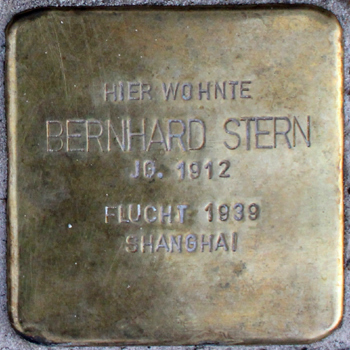 HIER WOHNTE
BERNHARD STERN
JG. 1912
FLUCHT 1939
SHANGHAI